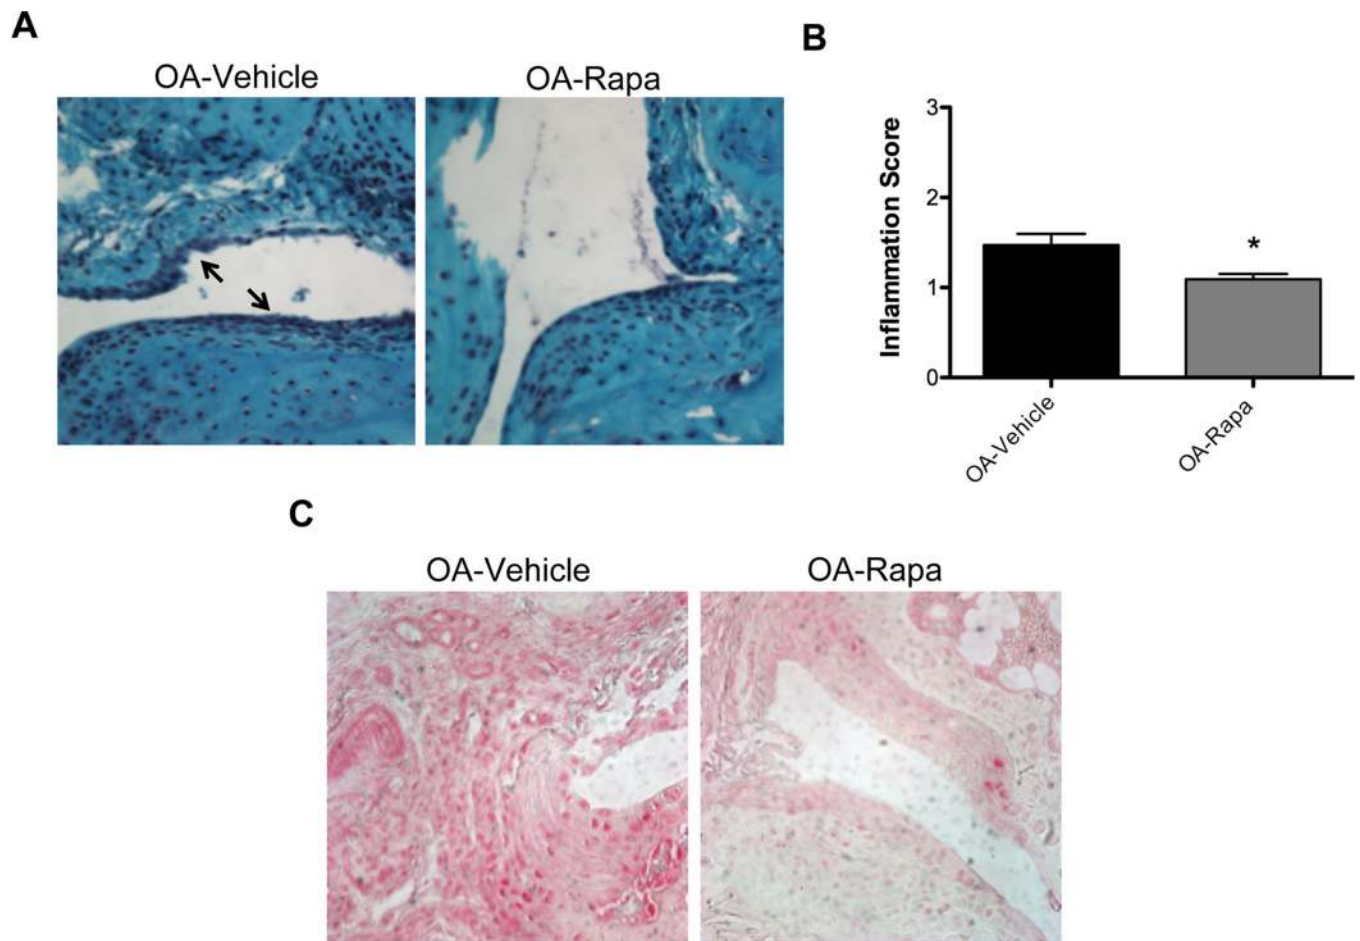 A
OA-Vehicle
OA-Rapa
B
Inflammation Score
3
2
1
0
*
OA-Vehicle
OA-Rapa
C
OA-Vehicle
OA-Rapa